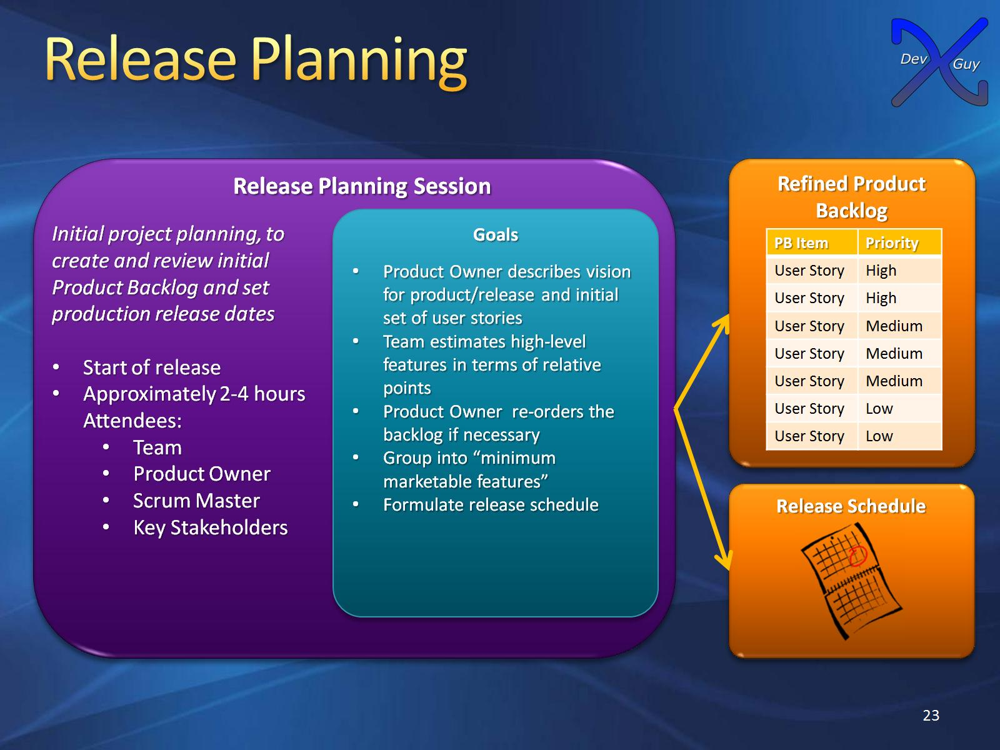 Release Planning
Dev Guy
Release Planning Session
Initial project planning, to
create and review initial
Product Backlog and set
production release dates
• Start of release
• Approximately 2-4 hours
Attendees:
• Team
• Product Owner
• Scrum Master
• Key Stakeholders
Goals
• Product Owner describes vision
for product/release and initial
set of user stories
• Team estimates high-level
features in terms of relative
points
• Product Owner  re-orders the
backlog if necessary
• Group into “minimum
marketable features”
• Formulate release schedule
Refined Product
Backlog
PB Item Priority
User Story High
User Story High
User Story Medium
User Story Medium
User Story Medium
User Story Low
User Story Low
Release Schedule
23